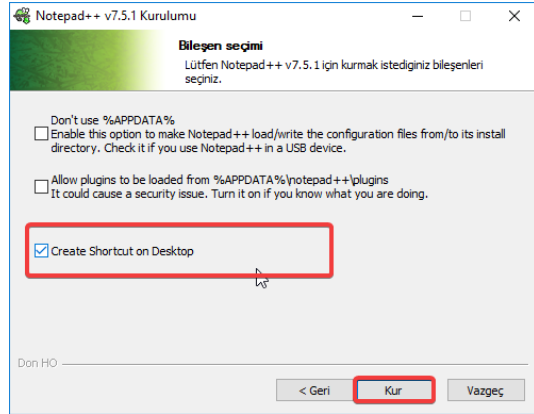 Notepad++ v7.5.1 Kurulumu
Bileşen seçimi
Lütfen Notepad++ v7.5.1 için kurmak istediginiz bileşenleri
seçiniz.
Don't use %APPDATA%
Enable this option to make Notepad++ load/write the configuration files from/to its install
directory. Check it if you use Notepad++ in a USB device.
Allow plugins to be loaded from %APPDATA%\notepad++\plugins
It could cause a security issue. Turn it on if you know what you are doing.
Create Shortcut on Desktop
Don HO
< Geri
Kur
Vazgeç